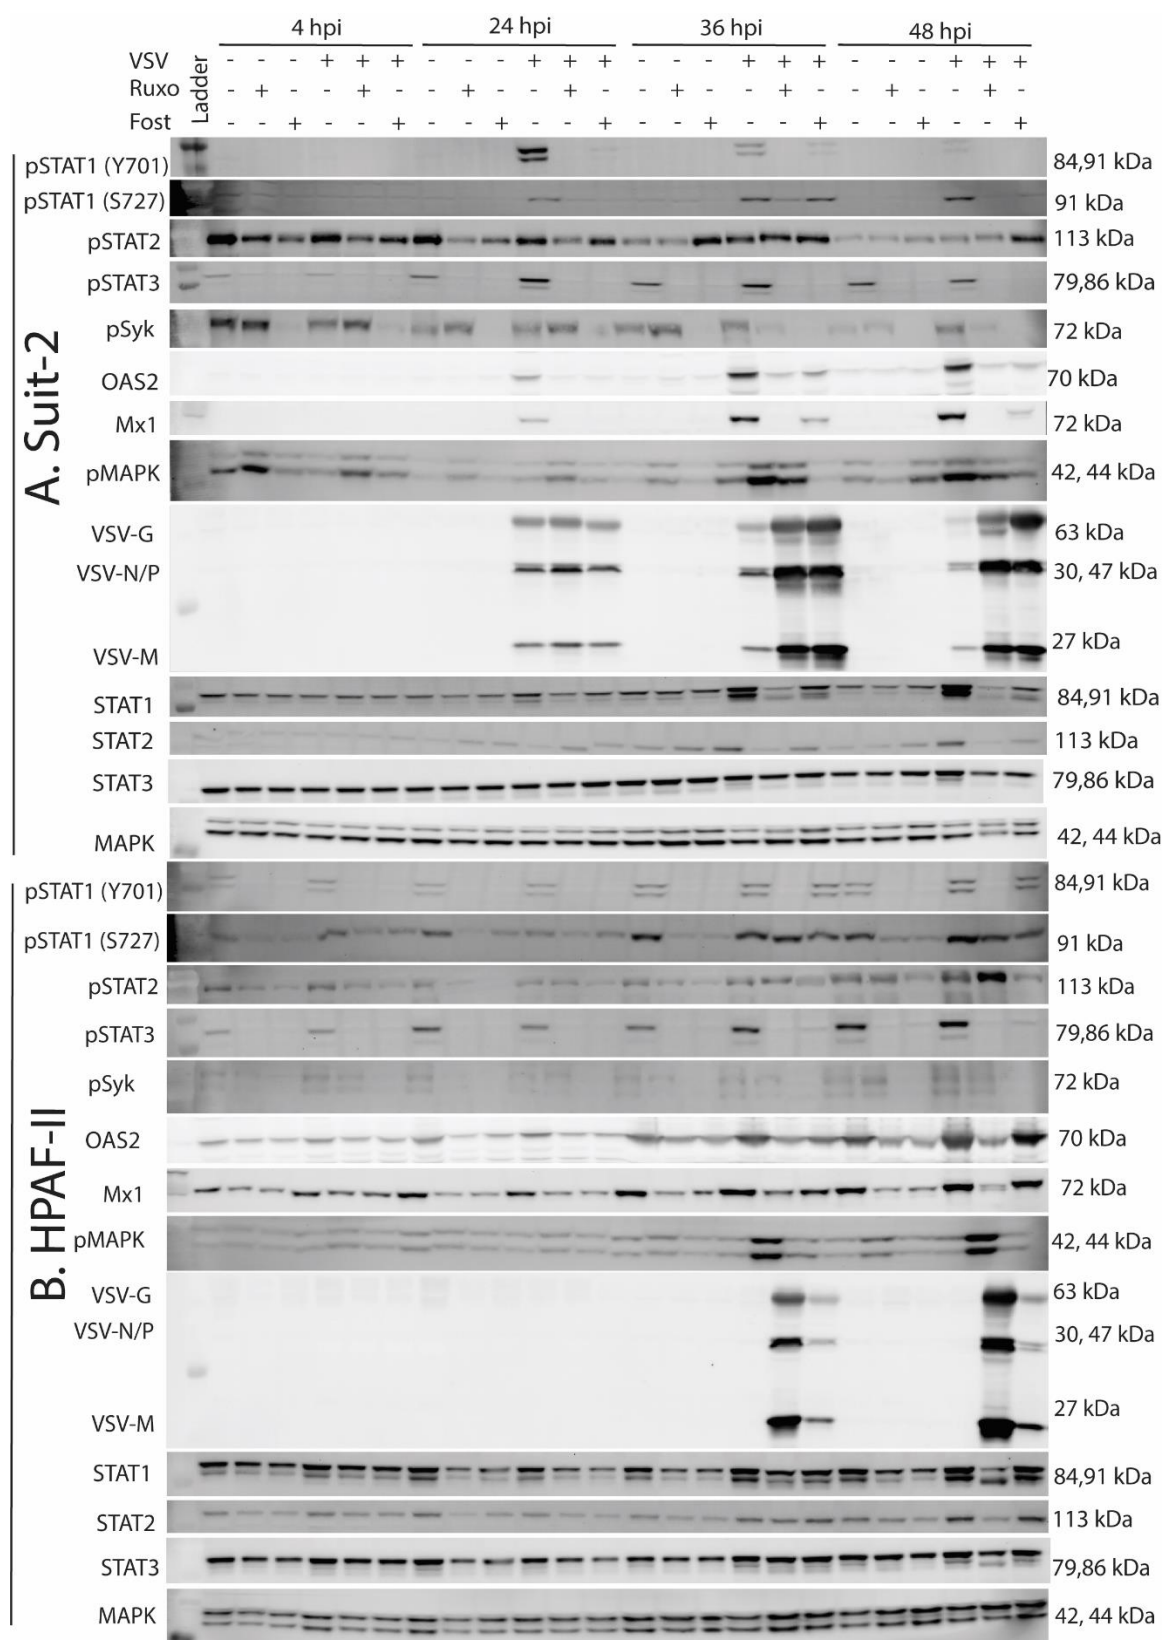 4 hpi 24 hpi 36 hpi 48 hpi
VSV - - - + + + - - - + + + - - - + + + - - - + + +
Ruxo - + - - + - - + - - + - - + - - + - - + - - + -
Fost - - + - - + - - + - - + - - + - - + - - + - - +
Ladder
A. Suit-2
pSTAT1 (Y701) 84,91 kDa
pSTAT1 (S727) 91 kDa
pSTAT2 113 kDa
pSTAT3 79,86 kDa
pSyk 72 kDa
OAS2 70 kDa
Mx1 72 kDa
pMAPK 42, 44 kDa
VSV-G 63 kDa
VSV-N/P 30, 47 kDa
VSV-M 27 kDa
STAT1 84,91 kDa
STAT2 113 kDa
STAT3 79,86 kDa
MAPK 42, 44 kDa
B. HPAF-II
pSTAT1 (Y701) 84,91 kDa
pSTAT1 (S727) 91 kDa
pSTAT2 113 kDa
pSTAT3 79,86 kDa
pSyk 72 kDa
OAS2 70 kDa
Mx1 72 kDa
pMAPK 42, 44 kDa
VSV-G 63 kDa
VSV-N/P 30, 47 kDa
VSV-M 27 kDa
STAT1 84,91 kDa
STAT2 113 kDa
STAT3 79,86 kDa
MAPK 42, 44 kDa